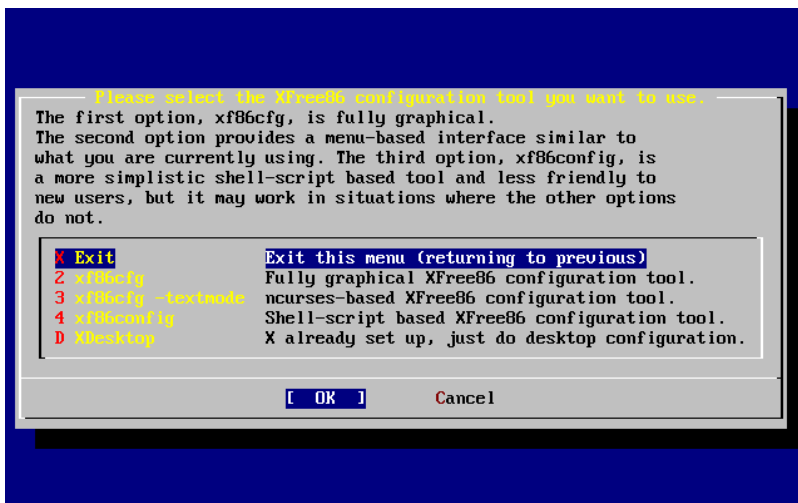 Please select the XFree86 configuration tool you want to use.
The first option, xf86cfg, is fully graphical.
The second option provides a menu-based interface similar to
what you are currently using. The third option, xf86config, is
a more simplistic shell-script based tool and less friendly to
new users, but it may work in situations where the other options
do not.
X Exit Exit this menu (returning to previous)
2 xf86cfg Fully graphical XFree86 configuration tool.
3 xf86cfg -textmode ncurses-based XFree86 configuration tool.
4 xf86config Shell-script based XFree86 configuration tool.
D XDesktop X already set up, just do desktop configuration.
[ OK ] Cancel